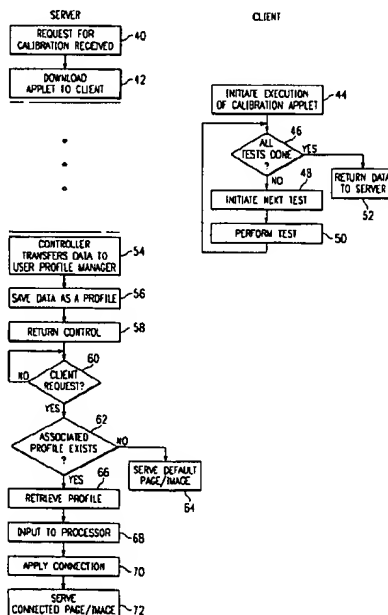 SERVER
REQUEST FOR
CALIBRATION RECEIVED
40
DOWNLOAD
APPLET TO CLIENT
42
CLIENT
INITIATE EXECUTION
OF CALIBRATION APPLET
44
46
ALL
TESTS DONE
?
YES
NO
48
INITIATE NEXT TEST
PERFORM TEST
50
RETURN DATA
TO SERVER
52
CONTROLLER
TRANSFERS DATA TO
USER PROFILE MANAGER
54
SAVE DATA AS A PROFILE
56
RETURN CONTROL
58
60
CLIENT
REQUEST?
NO
YES
62
ASSOCIATED
PROFILE EXISTS
?
NO
YES
SERVE DEFAULT
PAGE/IMAGE
64
66
RETRIEVE PROFILE
INPUT TO PROCESSOR
68
APPLY CONNECTION
70
SERVE
CONNECTED PAGE/IMAGE
72